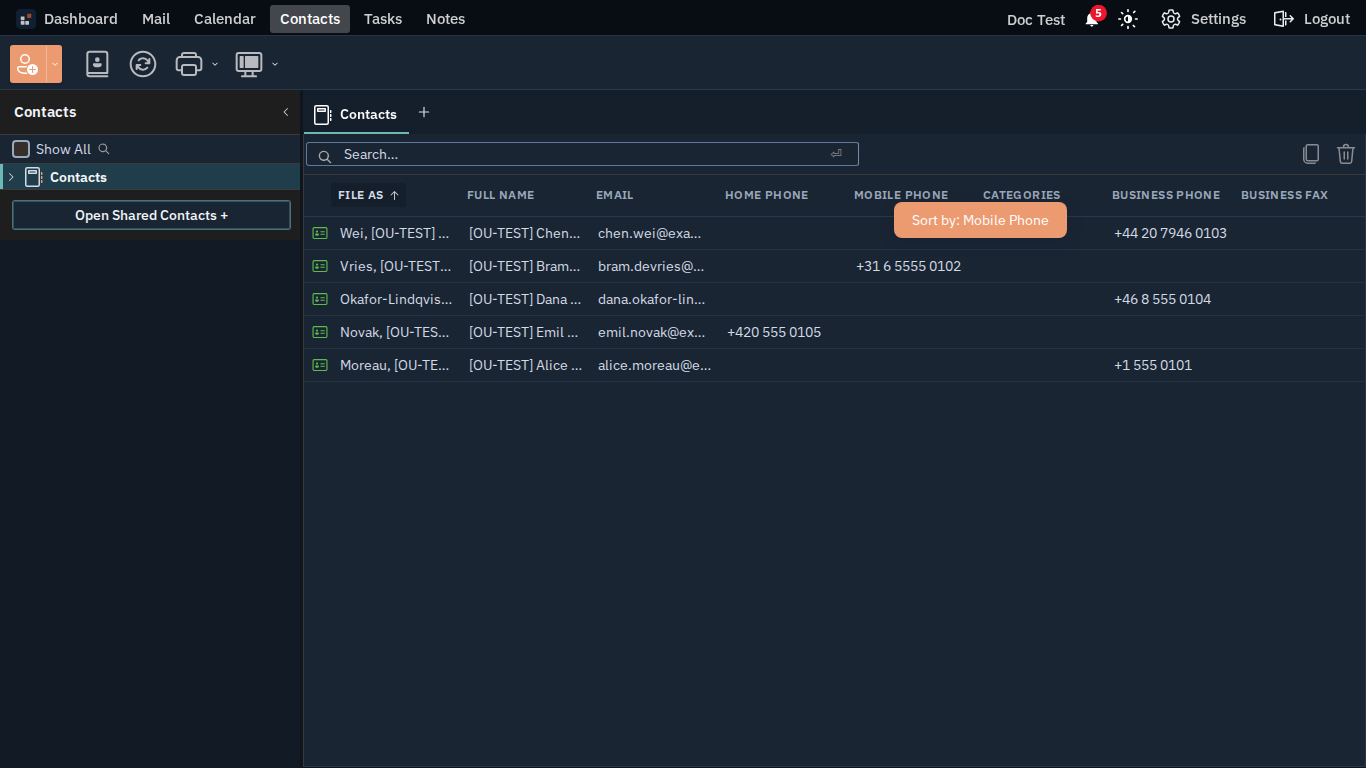 Dashboard Mail Calendar Contacts Tasks Notes Doc Test 5 Settings Logout
Contacts
Show All
Contacts
Open Shared Contacts +
Contacts +
Search...
FILE AS FULL NAME EMAIL HOME PHONE MOBILE PHONE CATEGORIES BUSINESS PHONE BUSINESS FAX
Sort by: Mobile Phone
Wei, [OU-TEST] ... [OU-TEST] Chen... chen.wei@exa... +44 20 7946 0103
Vries, [OU-TEST... [OU-TEST] Bram... bram.devries@... +31 6 5555 0102
Okafor-Lindqvis... [OU-TEST] Dana ... dana.okafor-lin... +46 8 555 0104
Novak, [OU-TES... [OU-TEST] Emil ... emil.novak@ex... +420 555 0105
Moreau, [OU-TE... [OU-TEST] Alice ... alice.moreau@e... +1 555 0101